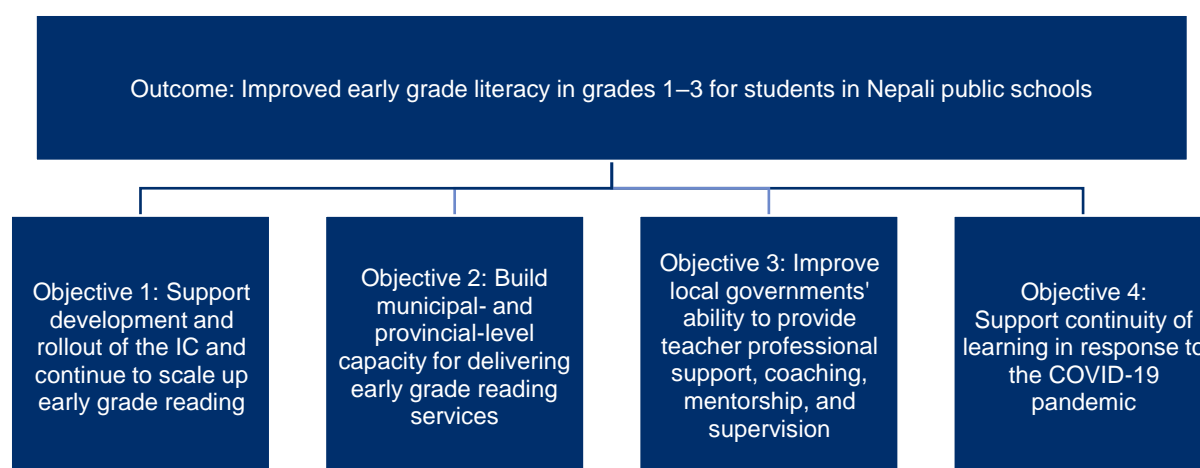 Outcome: Improved early grade literacy in grades 1–3 for students in Nepali public schools
Objective 1: Support
development and
rollout of the IC and
continue to scale up
early grade reading
Objective 2: Build
municipal- and
provincial-level
capacity for delivering
early grade reading
services
Objective 3: Improve
local governments'
ability to provide
teacher professional
support, coaching,
mentorship, and
supervision
Objective 4:
Support continuity of
learning in response to
the COVID-19
pandemic